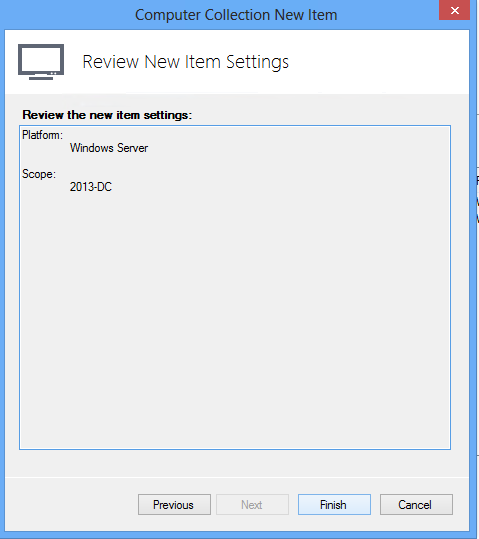 Computer Collection New Item
Review New Item Settings
Review the new item settings:
Platform:
Windows Server
Scope:
2013-DC
Previous
Next
Finish
Cancel